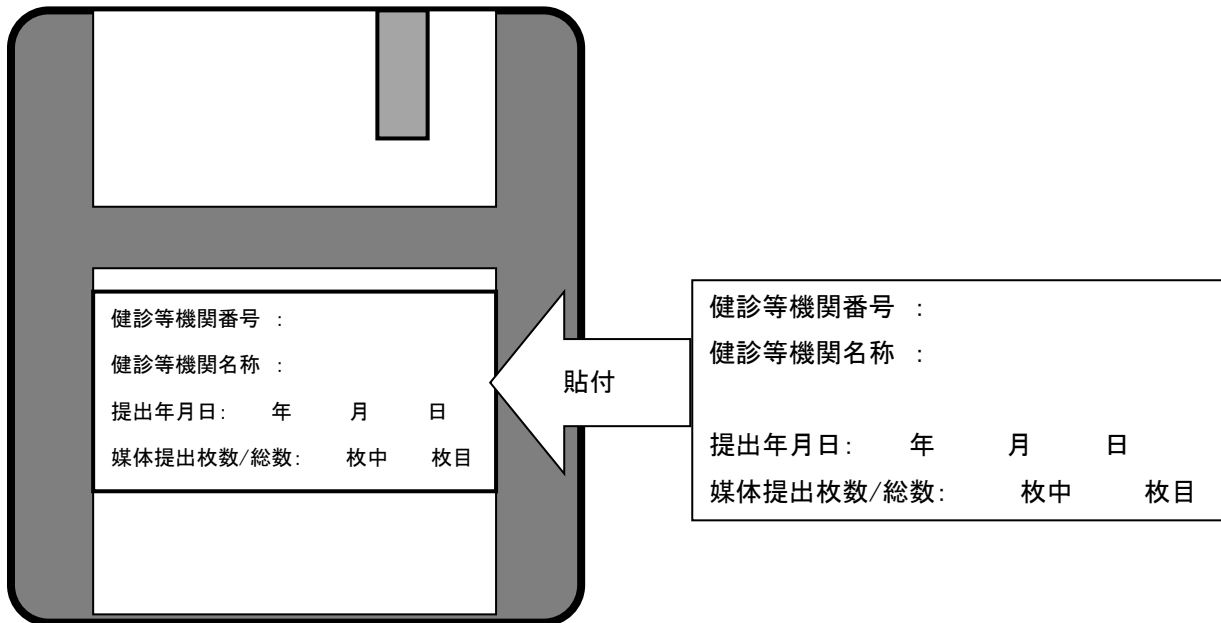 健診等機関番号 :
健診等機関名称 :
提出年月日: 年 月 日
媒体提出枚数/総数: 枚中 枚目
貼付
健診等機関番号 :
健診等機関名称 :
提出年月日: 年 月 日
媒体提出枚数/総数: 枚中 枚目